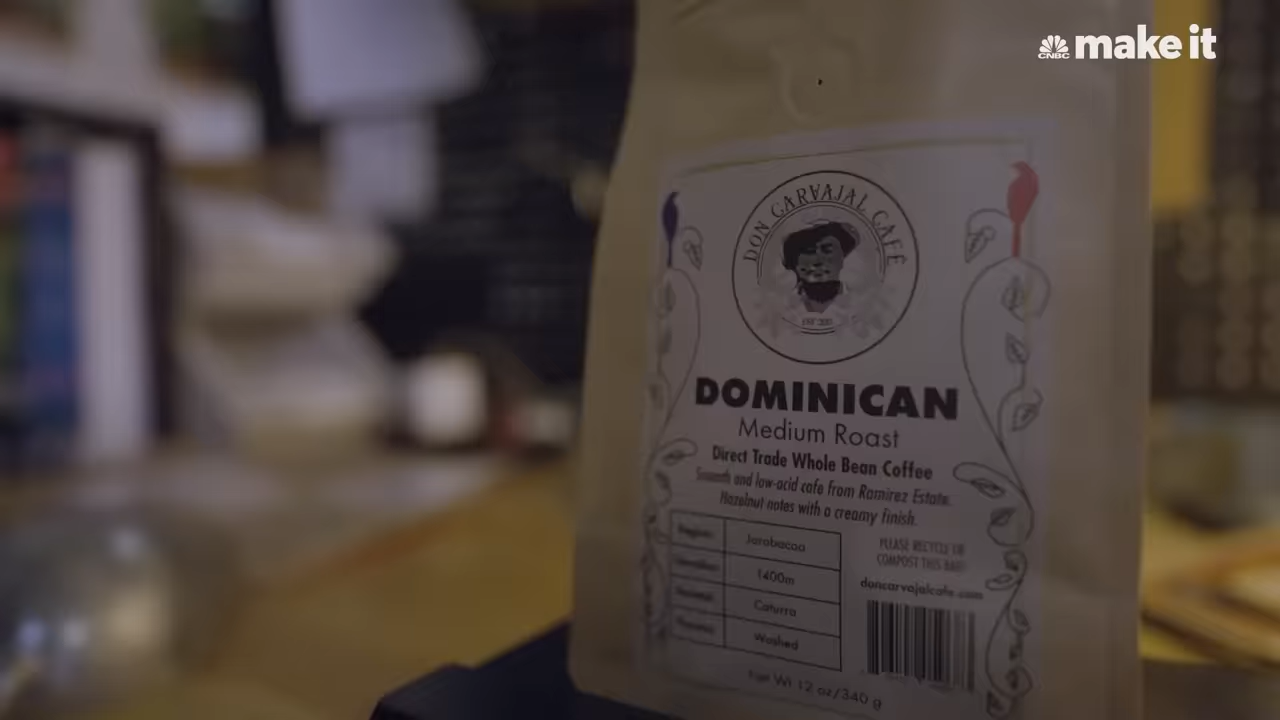 CNBC make it
DON CARVAJAL CAFÉ
DOMINICAN
Medium Roast
Direct Trade Whole Bean Coffee
Smooth and low-acid cafe from Ramirez Estate.
Hazelnut notes with a creamy finish.
Jarabacoa
1400m
Caturra
Washed
PLEASE RECYCLE OR
COMPOST THIS BAG
doncarvajalcafe.com
Wt 12 oz/340 g